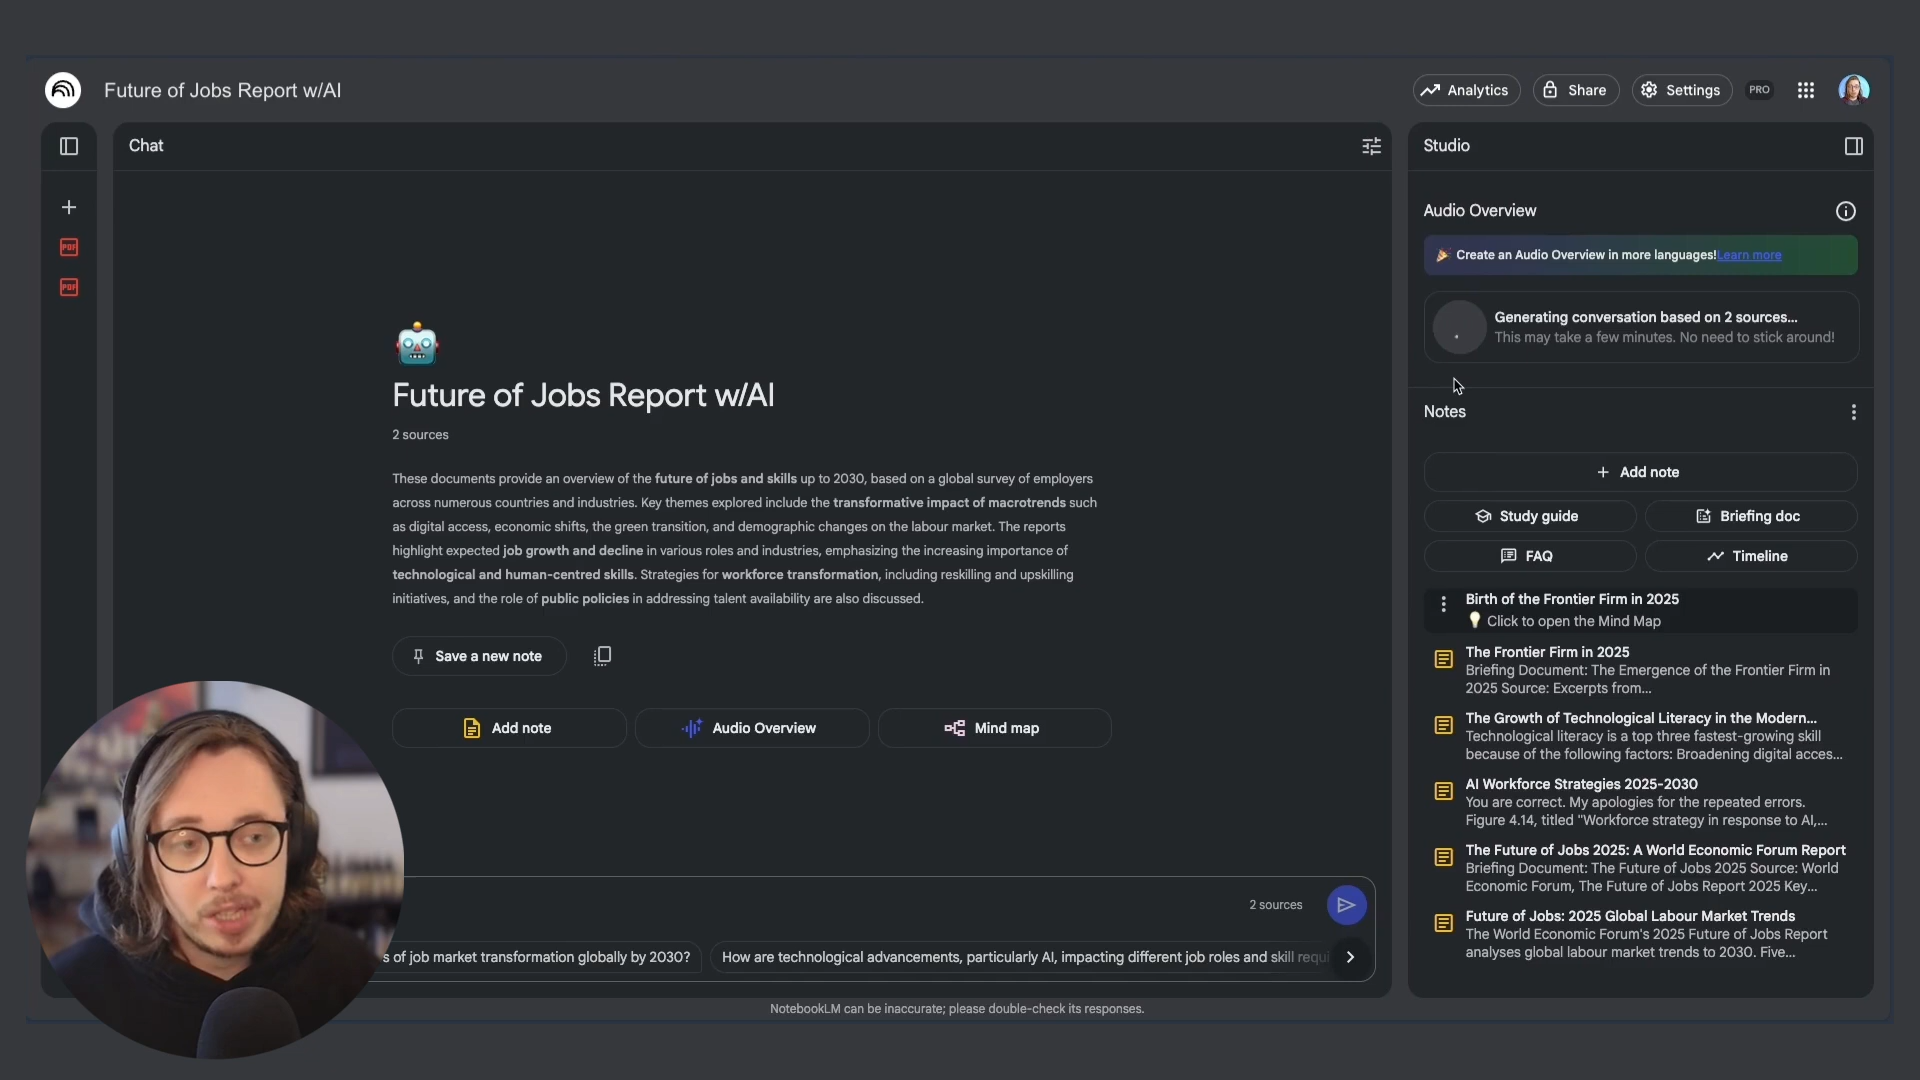 Future of Jobs Report w/AI
Analytics
Share
Settings
PRO
Chat
Studio
PDF
PDF
Future of Jobs Report w/AI
2 sources
These documents provide an overview of the future of jobs and skills up to 2030, based on a global survey of employers
across numerous countries and industries. Key themes explored include the transformative impact of macrotrends such
as digital access, economic shifts, the green transition, and demographic changes on the labour market. The reports
highlight expected job growth and decline in various roles and industries, emphasizing the increasing importance of
technological and human-centred skills. Strategies for workforce transformation, including reskilling and upskilling
initiatives, and the role of public policies in addressing talent availability are also discussed.
Save a new note
Add note
Audio Overview
Mind map
2 sources
of job market transformation globally by 2030?
How are technological advancements, particularly AI, impacting different job roles and skill
NotebookLM can be inaccurate; please double-check its responses.
Audio Overview
Create an Audio Overview in more languages! Learn more
Generating conversation based on 2 sources...
This may take a few minutes. No need to stick around!
Notes
Add note
Study guide
Briefing doc
FAQ
Timeline
Birth of the Frontier Firm in 2025
Click to open the Mind Map
The Frontier Firm in 2025
Briefing Document: The Emergence of the Frontier Firm in
2025 Source: Excerpts from...
The Growth of Technological Literacy in the Modern...
Technological literacy is a top three fastest-growing skill
because of the following factors: Broadening digital acces...
AI Workforce Strategies 2025-2030
You are correct. My apologies for the repeated errors.
Figure 4.14, titled "Workforce strategy in response to AI,...
The Future of Jobs 2025: A World Economic Forum Report
Briefing Document: The Future of Jobs 2025 Source: World
Economic Forum, The Future of Jobs Report 2025 Key...
Future of Jobs: 2025 Global Labour Market Trends
The World Economic Forum's 2025 Future of Jobs Report
analyses global labour market trends to 2030. Five...